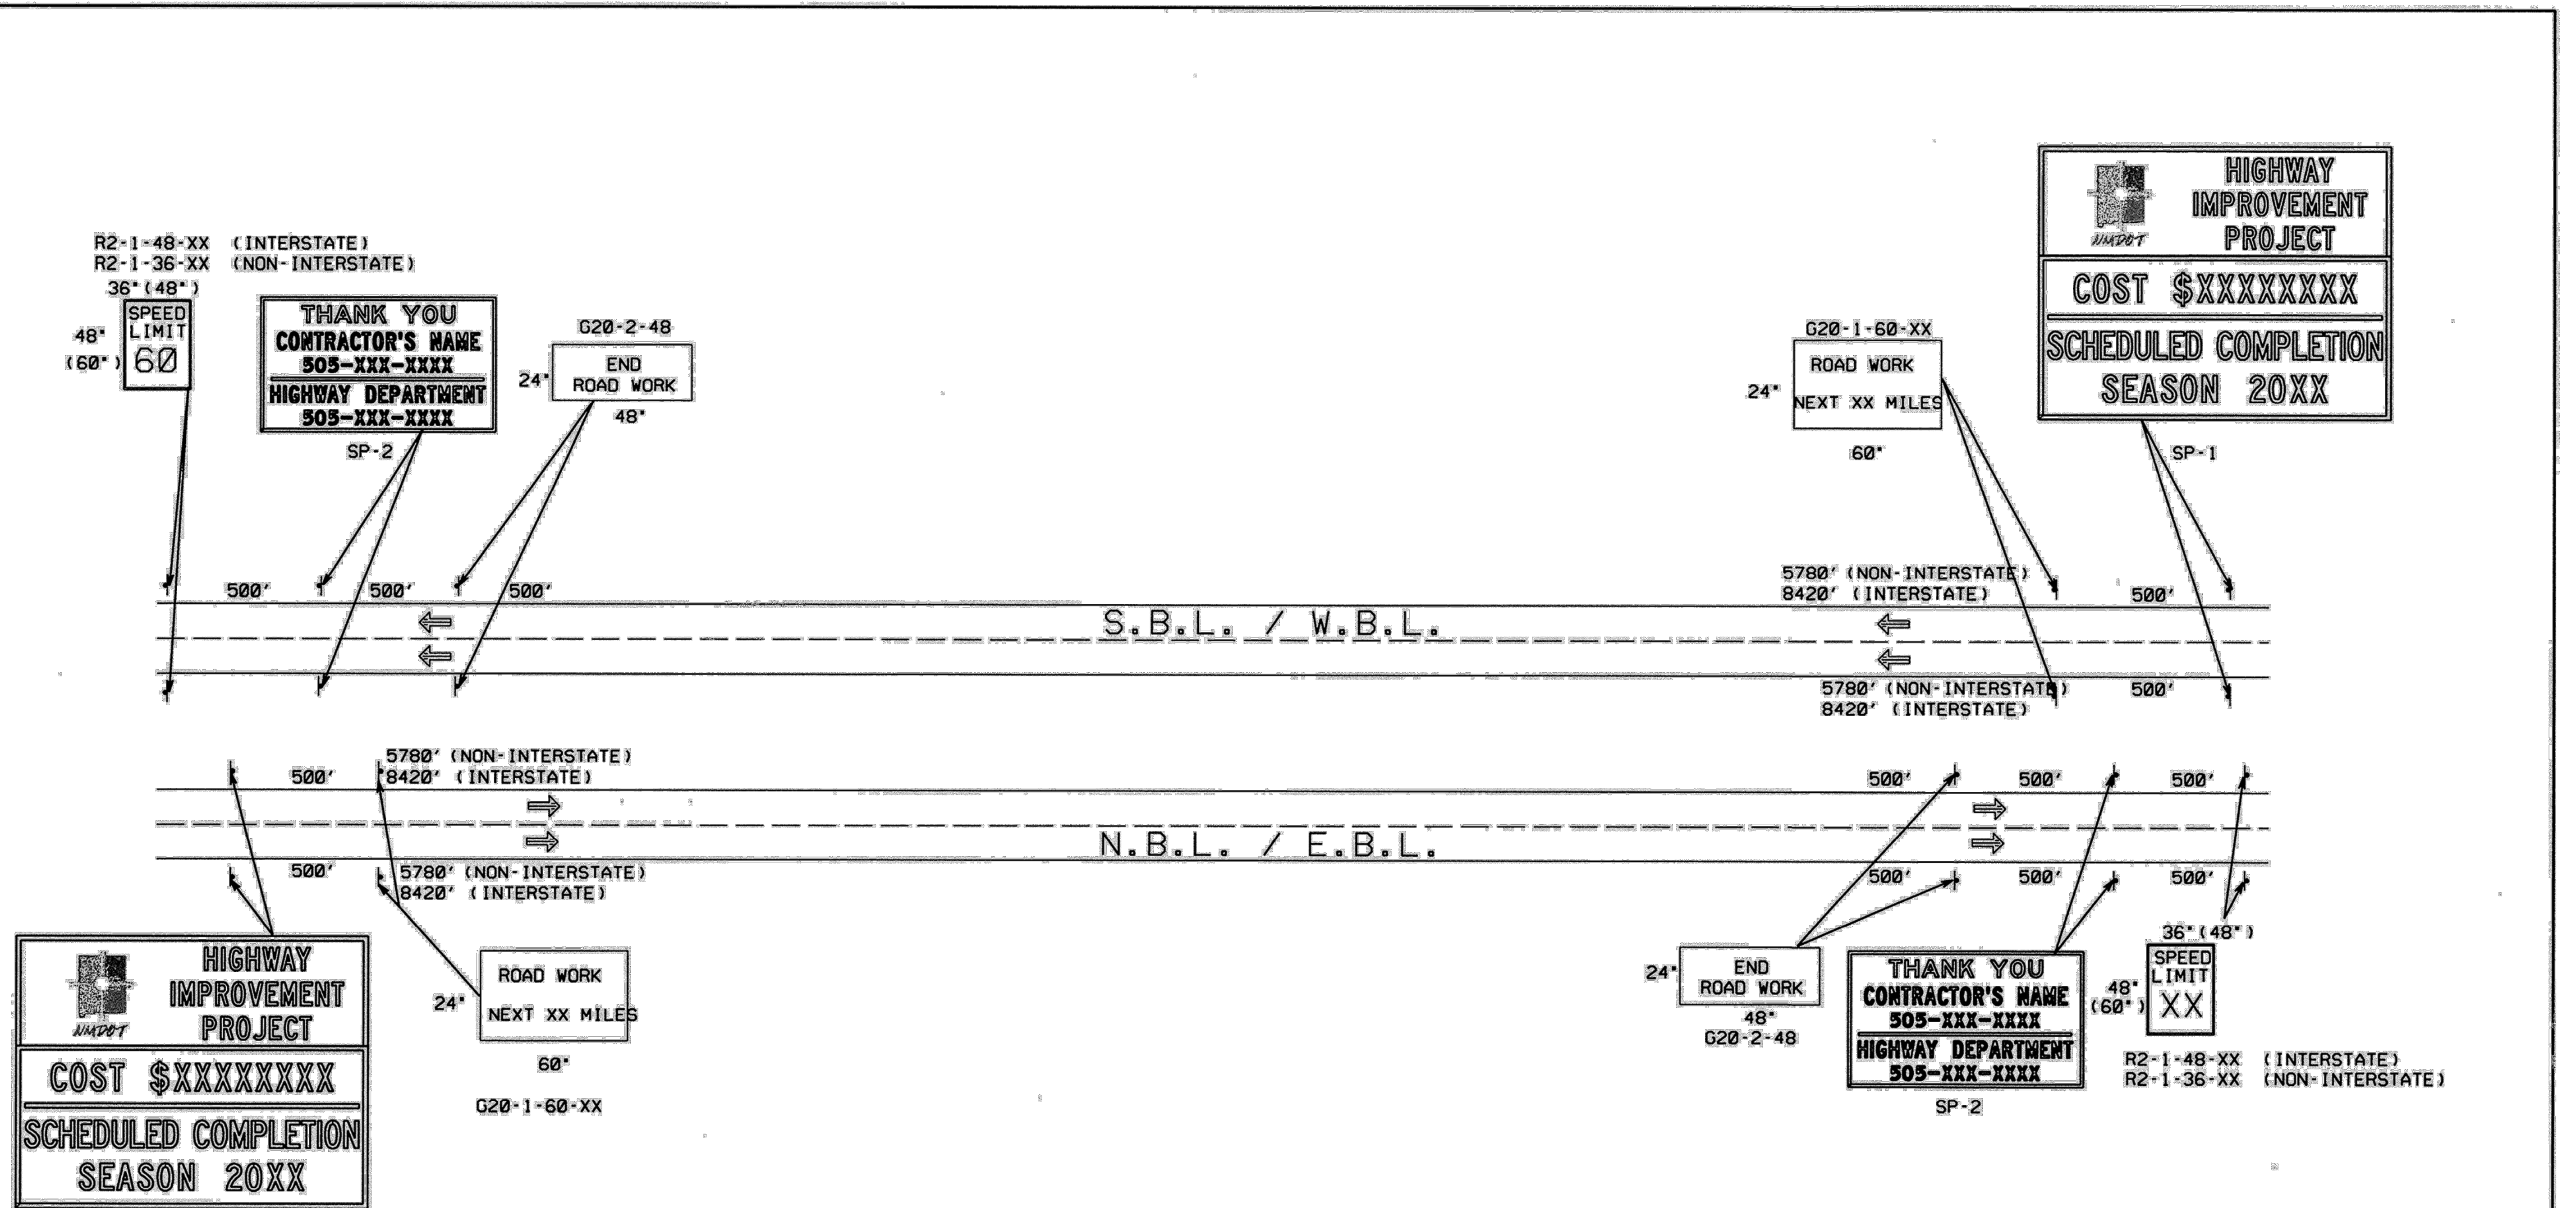 R2-1-48-XX (INTERSTATE)
R2-1-36-XX (NON-INTERSTATE)
36"(48")
48"
(60")
SPEED
LIMIT
60
THANK YOU
CONTRACTOR'S NAME
505-XXX-XXXX
HIGHWAY DEPARTMENT
505-XXX-XXXX
SP-2
G20-2-48
24"
END
ROAD WORK
48"
G20-1-60-XX
24"
ROAD WORK
NEXT XX MILES
60"
NMDOT
HIGHWAY
IMPROVEMENT
PROJECT
COST $XXXXXXXX
SCHEDULED COMPLETION
SEASON 20XX
SP-1
500' 500' 500'
5780' (NON-INTERSTATE)
8420' (INTERSTATE)
500'
S.B.L. / W.B.L.
5780' (NON-INTERSTATE)
8420' (INTERSTATE)
500'
500'
5780' (NON-INTERSTATE)
8420' (INTERSTATE)
500' 500' 500'
N.B.L. / E.B.L.
500'
5780' (NON-INTERSTATE)
8420' (INTERSTATE)
500' 500' 500'
NMDOT
HIGHWAY
IMPROVEMENT
PROJECT
COST $XXXXXXXX
SCHEDULED COMPLETION
SEASON 20XX
24"
ROAD WORK
NEXT XX MILES
60"
G20-1-60-XX
24"
END
ROAD WORK
48"
G20-2-48
THANK YOU
CONTRACTOR'S NAME
505-XXX-XXXX
HIGHWAY DEPARTMENT
505-XXX-XXXX
SP-2
36"(48")
48"
(60")
SPEED
LIMIT
XX
R2-1-48-XX (INTERSTATE)
R2-1-36-XX (NON-INTERSTATE)